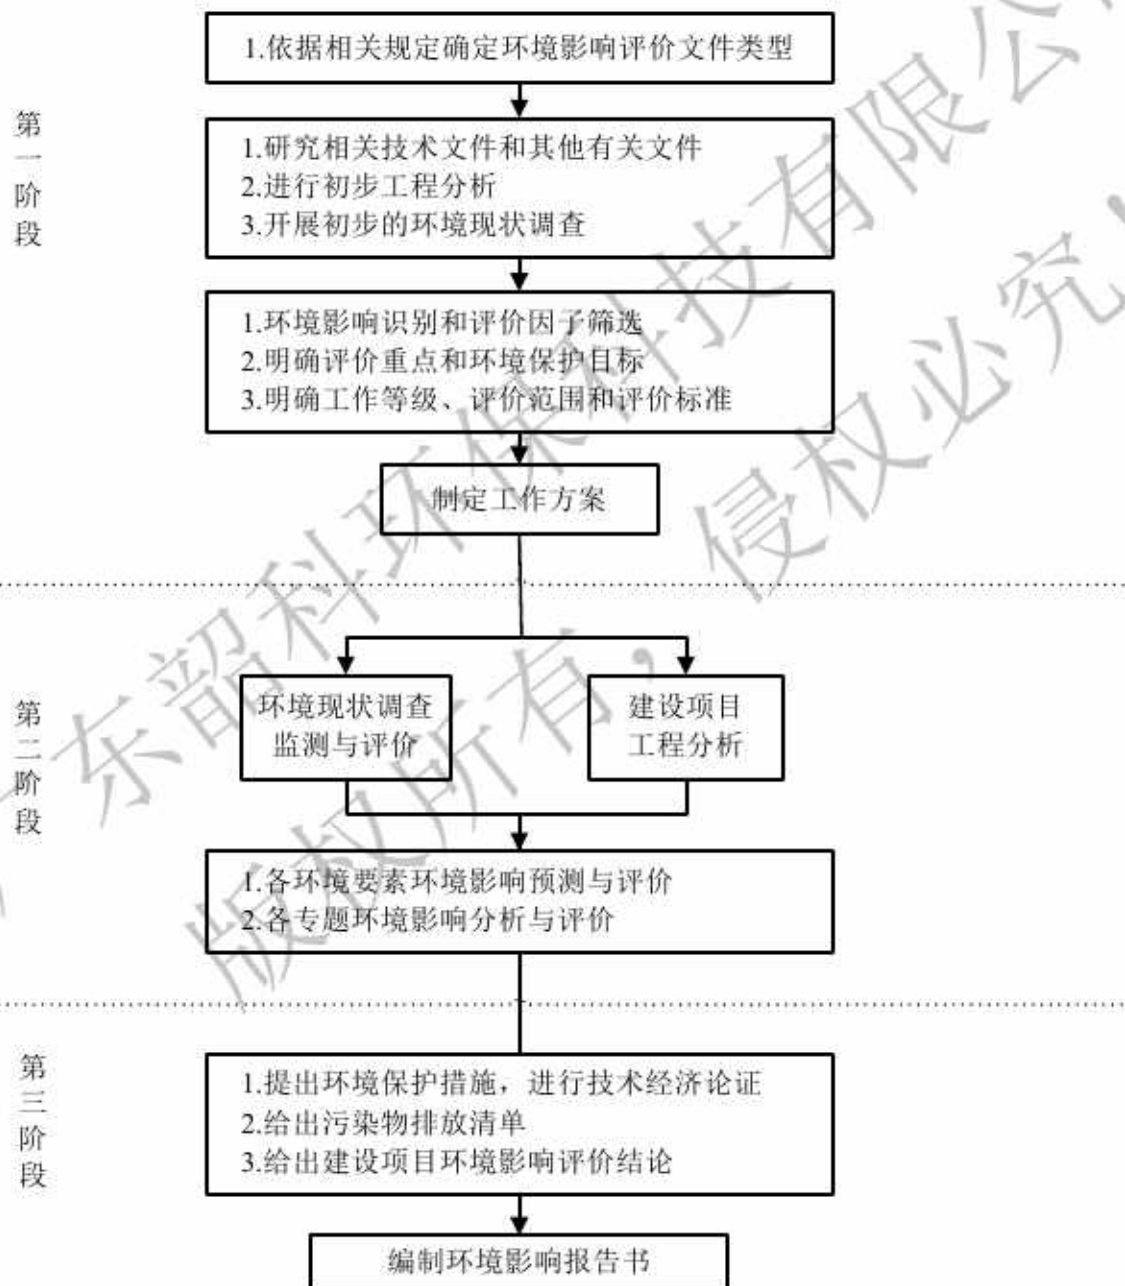 第一阶段
1.依据相关规定确定环境影响评价文件类型
1.研究相关技术文件和其他有关文件
2.进行初步工程分析
3.开展初步的环境现状调查
1.环境影响识别和评价因子筛选
2.明确评价重点和环境保护目标
3.明确工作等级、评价范围和评价标准
制定工作方案
第二阶段
环境现状调查
监测与评价
建设项目
工程分析
1.各环境要素环境影响预测与评价
2.各专题环境影响分析与评价
第三阶段
1.提出环境保护措施，进行技术经济论证
2.给出污染物排放清单
3.给出建设项目环境影响评价结论
编制环境影响报告书
东韶科环保科技有限公
版权所有，侵权必究